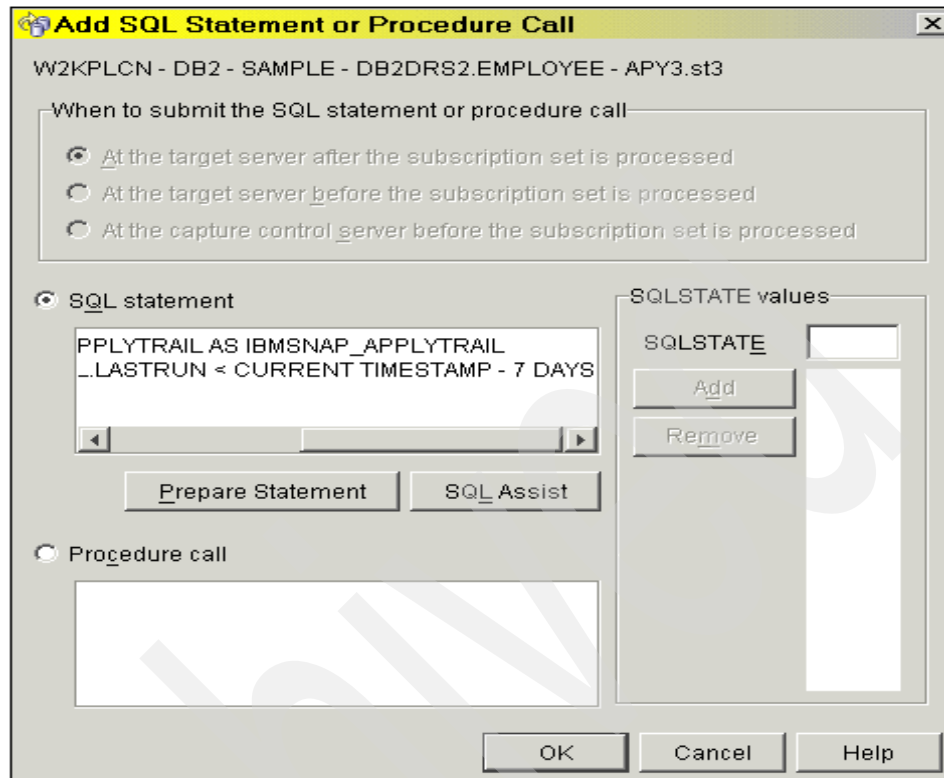 Add SQL Statement or Procedure Call
W2KPLCN - DB2 - SAMPLE - DB2DRS2.EMPLOYEE - APY3.st3
When to submit the SQL statement or procedure call
At the target server after the subscription set is processed
At the target server before the subscription set is processed
At the capture control server before the subscription set is processed
SQL statement
PPLYTRAIL AS IBMSNAP_APPLYTRAIL
_.LASTRUN < CURRENT TIMESTAMP - 7 DAYS
Prepare Statement
SQL Assist
Procedure call
SQLSTATE values
SQLSTATE
Add
Remove
OK
Cancel
Help